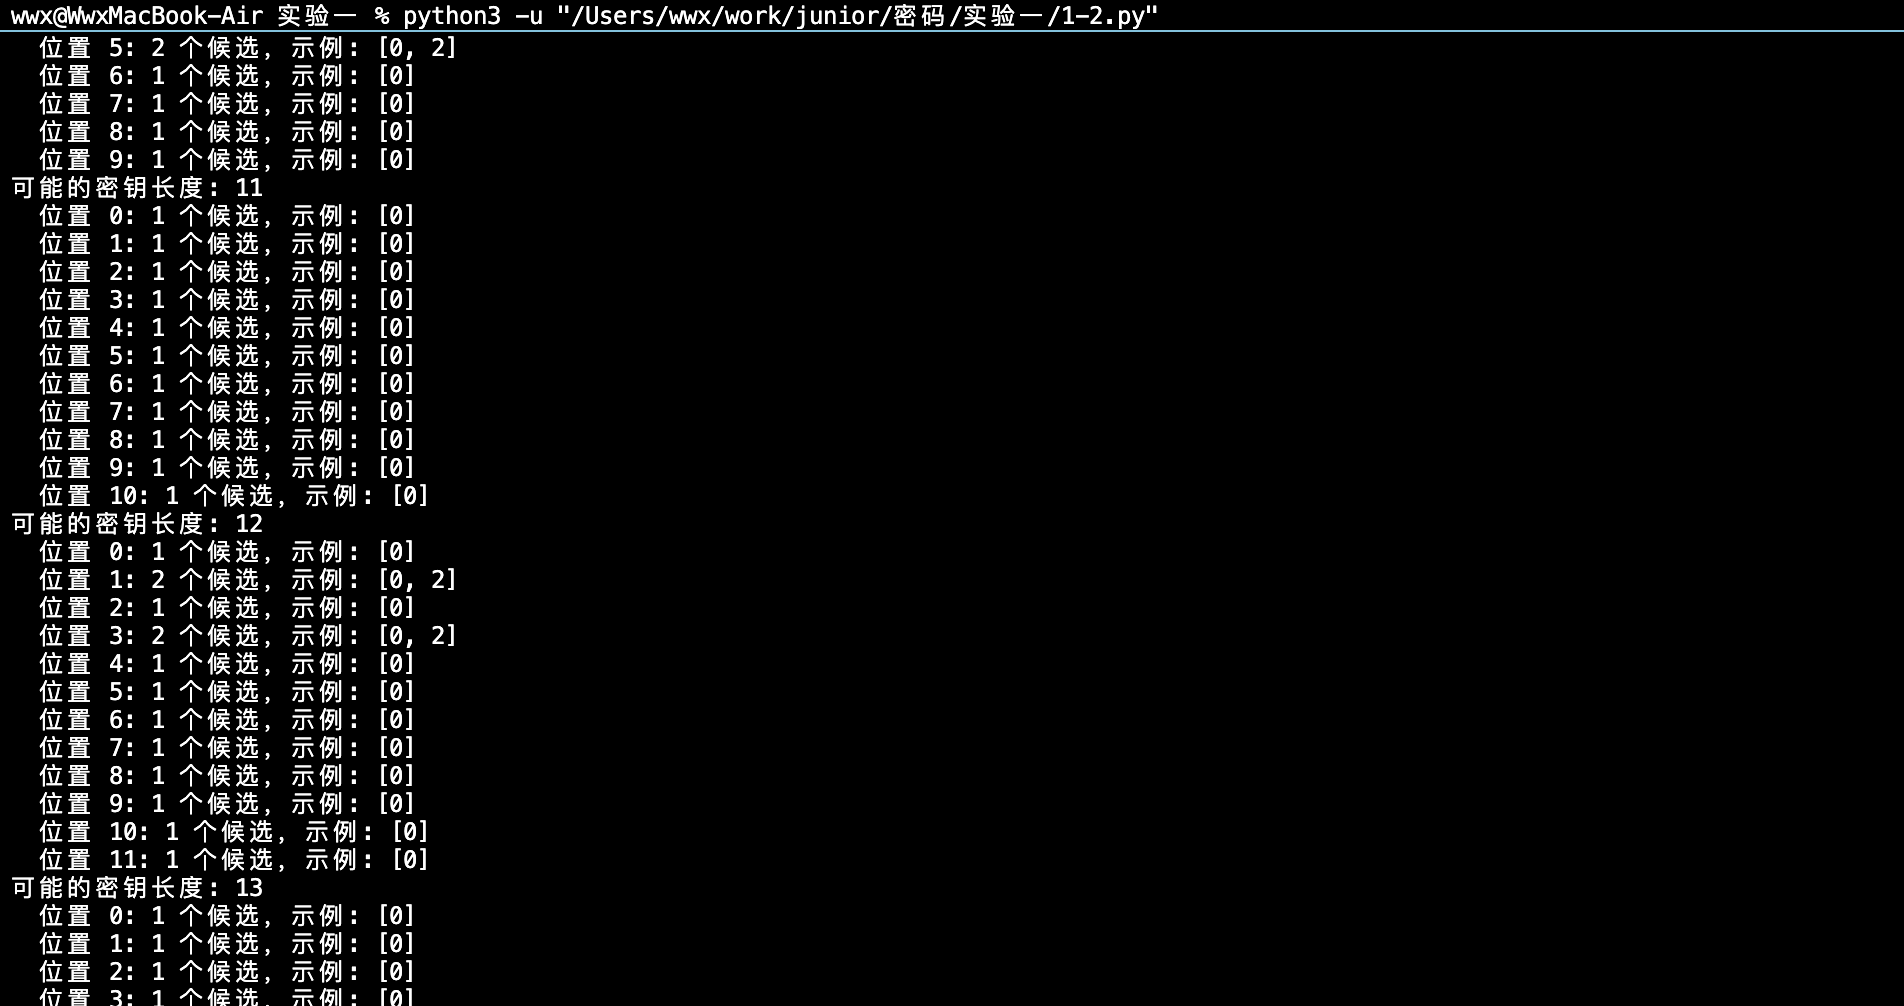 wwx@WwxMacBook-Air 实验一 % python3 -u "/Users/wwx/work/junior/密码/实验一/1-2.py"
位置 5: 2 个候选, 示例: [0, 2]
位置 6: 1 个候选, 示例: [0]
位置 7: 1 个候选, 示例: [0]
位置 8: 1 个候选, 示例: [0]
位置 9: 1 个候选, 示例: [0]
可能的密钥长度: 11
位置 0: 1 个候选, 示例: [0]
位置 1: 1 个候选, 示例: [0]
位置 2: 1 个候选, 示例: [0]
位置 3: 1 个候选, 示例: [0]
位置 4: 1 个候选, 示例: [0]
位置 5: 1 个候选, 示例: [0]
位置 6: 1 个候选, 示例: [0]
位置 7: 1 个候选, 示例: [0]
位置 8: 1 个候选, 示例: [0]
位置 9: 1 个候选, 示例: [0]
位置 10: 1 个候选, 示例: [0]
可能的密钥长度: 12
位置 0: 1 个候选, 示例: [0]
位置 1: 2 个候选, 示例: [0, 2]
位置 2: 1 个候选, 示例: [0]
位置 3: 2 个候选, 示例: [0, 2]
位置 4: 1 个候选, 示例: [0]
位置 5: 1 个候选, 示例: [0]
位置 6: 1 个候选, 示例: [0]
位置 7: 1 个候选, 示例: [0]
位置 8: 1 个候选, 示例: [0]
位置 9: 1 个候选, 示例: [0]
位置 10: 1 个候选, 示例: [0]
位置 11: 1 个候选, 示例: [0]
可能的密钥长度: 13
位置 0: 1 个候选, 示例: [0]
位置 1: 1 个候选, 示例: [0]
位置 2: 1 个候选, 示例: [0]
位置 3: 1 个候选, 示例: [0]